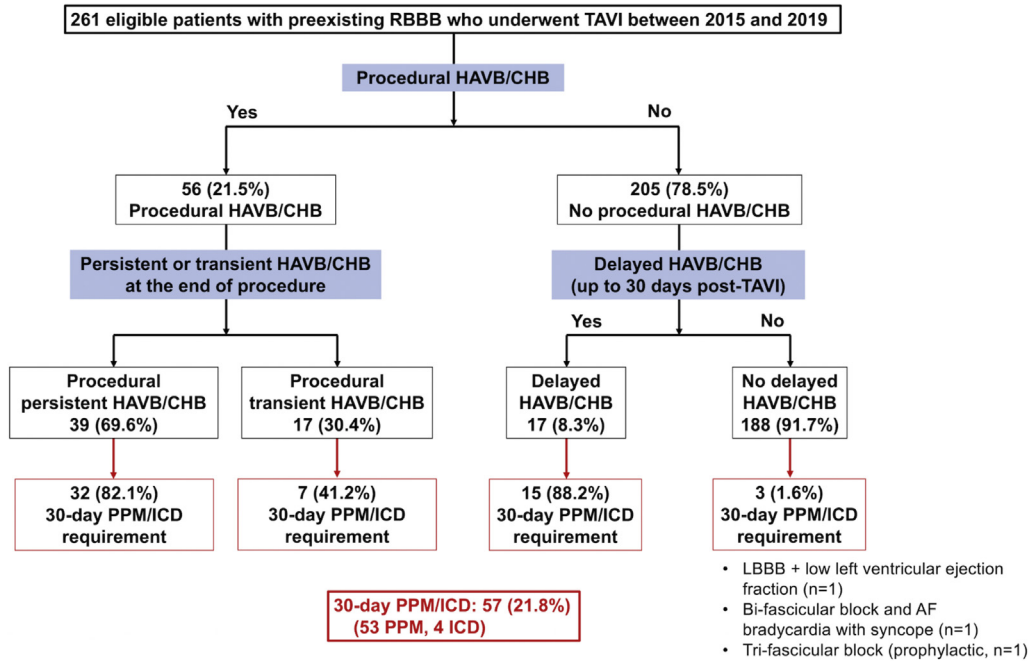 261 eligible patients with preexisting RBBB who underwent TAVI between 2015 and 2019
Procedural HAVB/CHB
Yes
No
56 (21.5%)
Procedural HAVB/CHB
205 (78.5%)
No procedural HAVB/CHB
Persistent or transient HAVB/CHB
at the end of procedure
Delayed HAVB/CHB
(up to 30 days post-TAVI)
Yes
No
Procedural
persistent HAVB/CHB
39 (69.6%)
Procedural
transient HAVB/CHB
17 (30.4%)
Delayed
HAVB/CHB
17 (8.3%)
No delayed
HAVB/CHB
188 (91.7%)
32 (82.1%)
30-day PPM/ICD
requirement
7 (41.2%)
30-day PPM/ICD
requirement
15 (88.2%)
30-day PPM/ICD
requirement
3 (1.6%)
30-day PPM/ICD
requirement
• LBBB + low left ventricular ejection
fraction (n=1)
• Bi-fascicular block and AF
bradycardia with syncope (n=1)
• Tri-fascicular block (prophylactic, n=1)
30-day PPM/ICD: 57 (21.8%)
(53 PPM, 4 ICD)